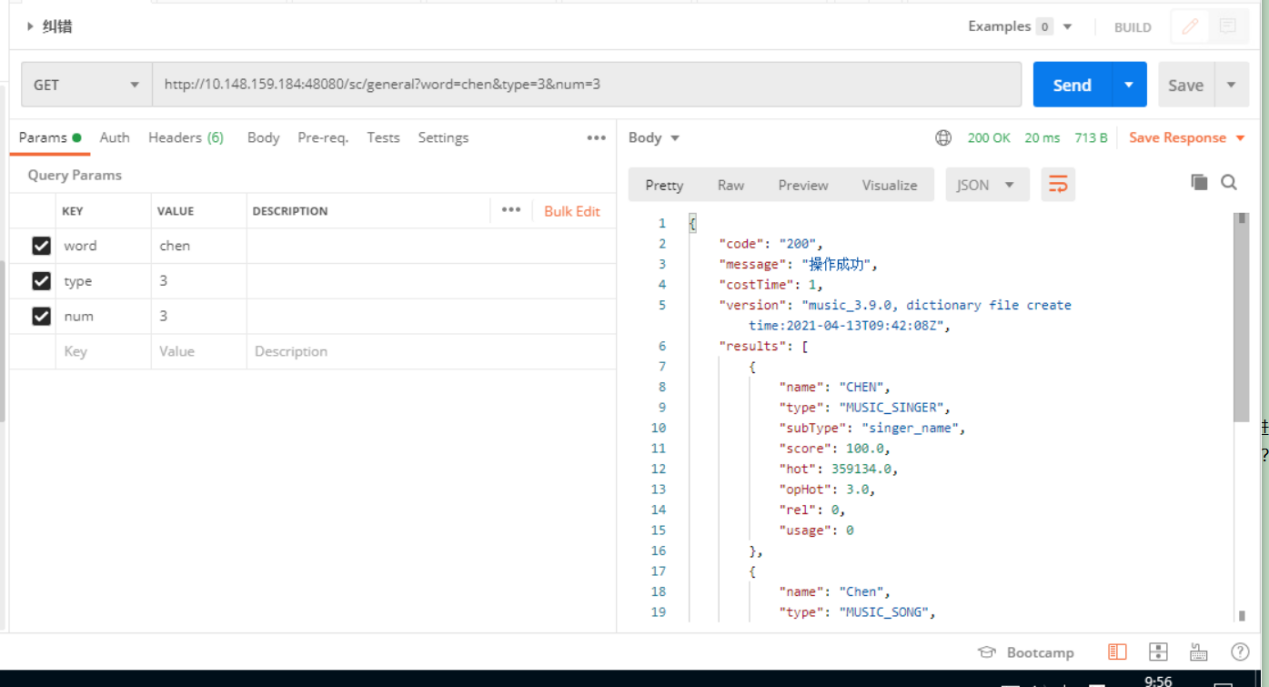 纠错
Examples 0
BUILD
GET
http://10.148.159.184:48080/sc/general?word=chen&type=3&num=3
Send
Save
Params
Auth
Headers (6)
Body
Pre-req.
Tests
Settings
Query Params
KEY VALUE DESCRIPTION
Bulk Edit
word chen
type 3
num 3
Key Value Description
Body
200 OK 20 ms 713 B Save Response
Pretty Raw Preview Visualize JSON
1 {
2 "code": "200",
3 "message": "操作成功",
4 "costTime": 1,
5 "version": "music_3.9.0, dictionary file create
time:2021-04-13T09:42:08Z",
6 "results": [
7 {
8 "name": "CHEN",
9 "type": "MUSIC_SINGER",
10 "subType": "singer_name",
11 "score": 100.0,
12 "hot": 359134.0,
13 "opHot": 3.0,
14 "rel": 0,
15 "usage": 0
16 },
17 {
18 "name": "Chen",
19 "type": "MUSIC_SONG",
Bootcamp
9:56